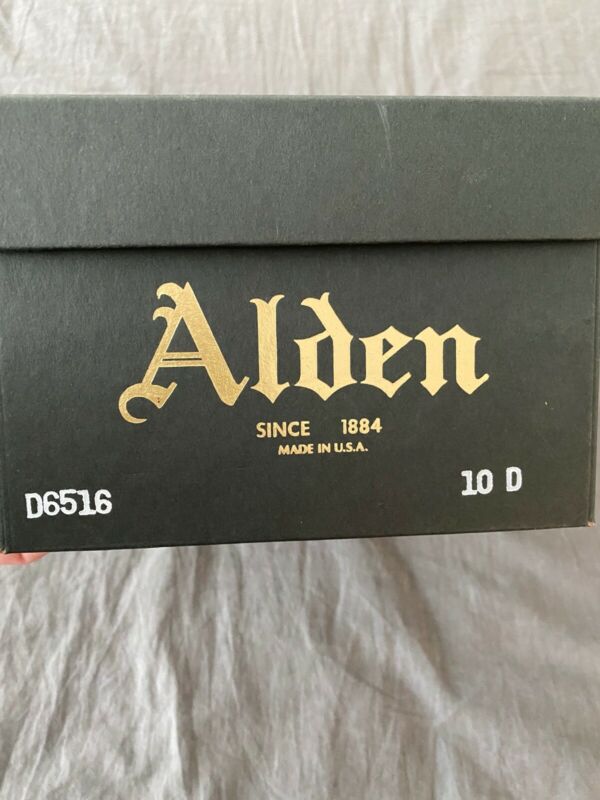 Alden
SINCE 1884
MADE IN U.S.A.
D6516
10 D